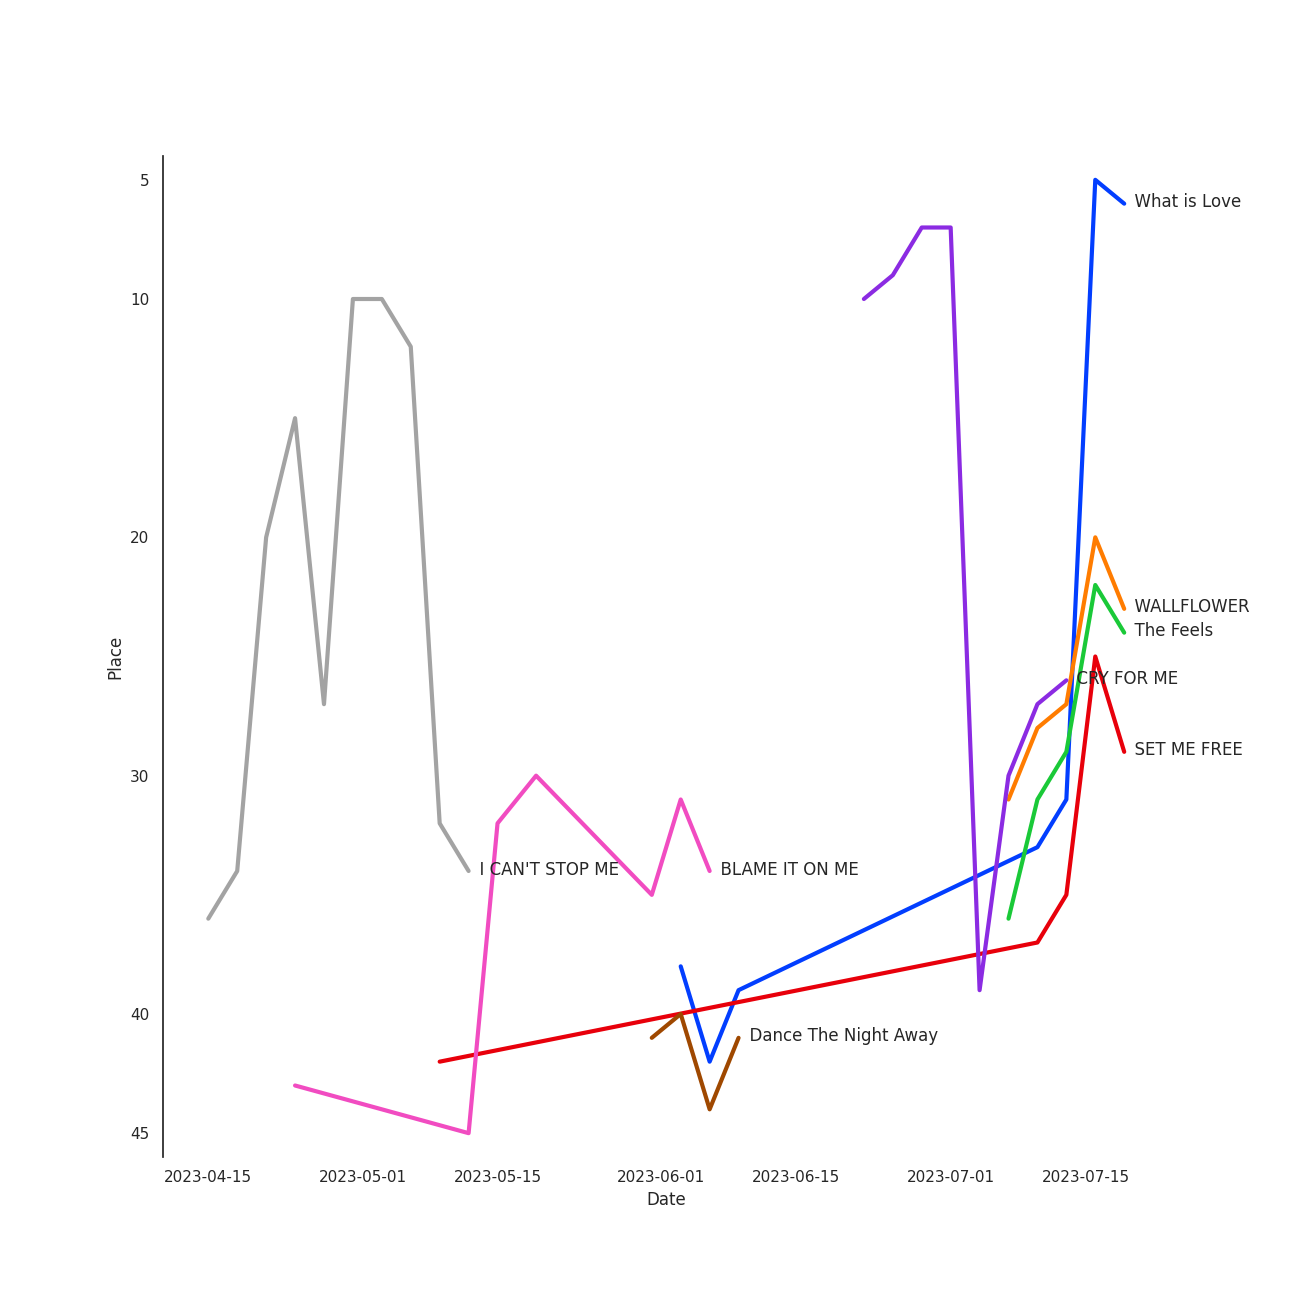 5
What is Love
10
20
WALLFLOWER
The Feels
Place
CRY FOR ME
SET ME FREE
30
I CAN'T STOP ME
BLAME IT ON ME
40
Dance The Night Away
45
2023-04-15 2023-05-01 2023-05-15 2023-06-01 2023-06-15 2023-07-01 2023-07-15
Date